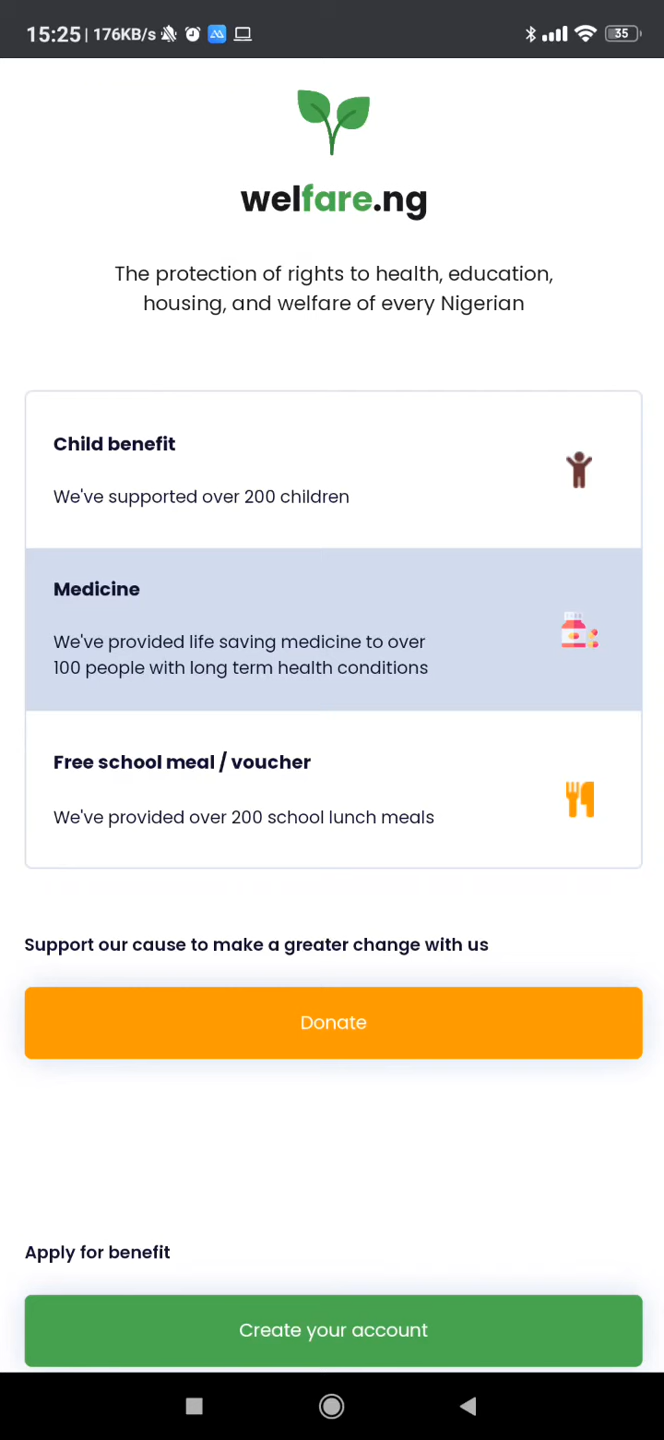 15:25 | 176KB/s 35
welfare.ng
The protection of rights to health, education,
housing, and welfare of every Nigerian
Child benefit
We've supported over 200 children
Medicine
We've provided life saving medicine to over
100 people with long term health conditions
Free school meal / voucher
We've provided over 200 school lunch meals
Support our cause to make a greater change with us
Donate
Apply for benefit
Create your account